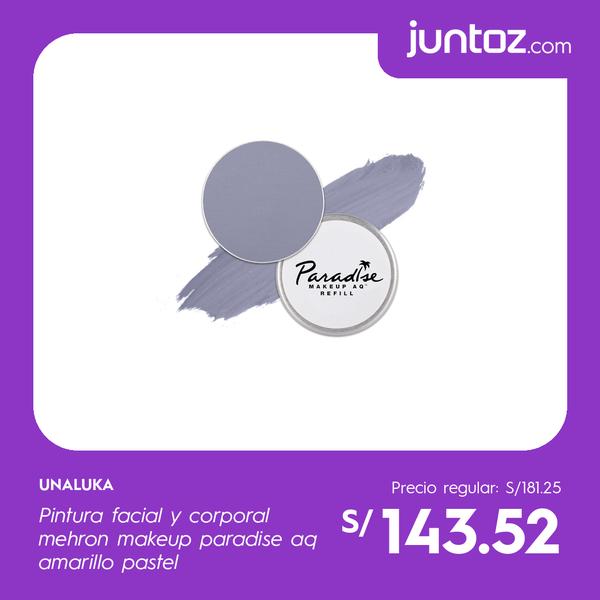 juntoz.com
Paradise
MAKEUP AQ™
REFILL
UNALUKA
Pintura facial y corporal
mehron makeup paradise aq
amarillo pastel
Precio regular: S/181.25
S/143.52